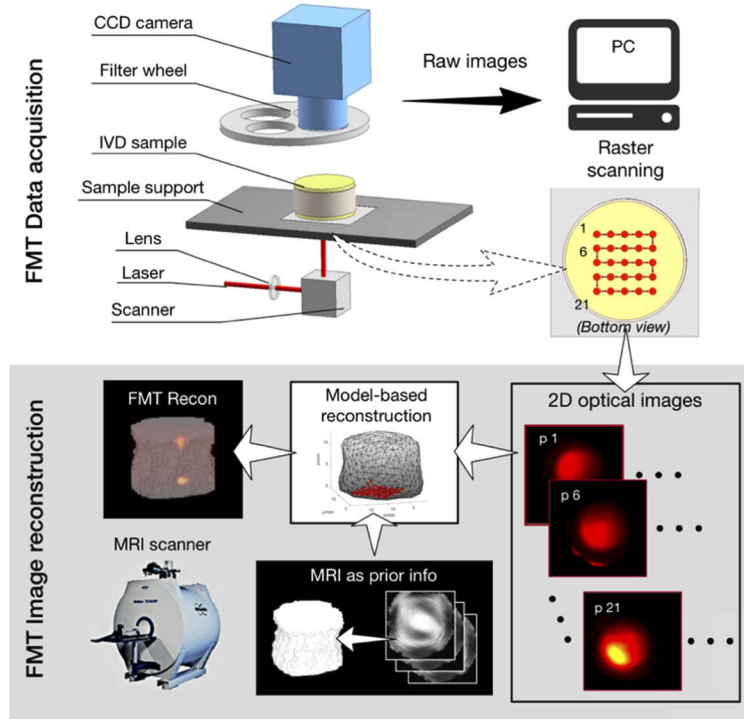 FMT Data acquisition
CCD camera
Filter wheel
IVD sample
Sample support
Lens
Laser
Scanner
Raw images
PC
Raster
scanning
1
6
21
(Bottom view)
FMT Image reconstruction
FMT Recon
Model-based
reconstruction
2D optical images
p 1
p 6
p 21
MRI scanner
MRI as prior info